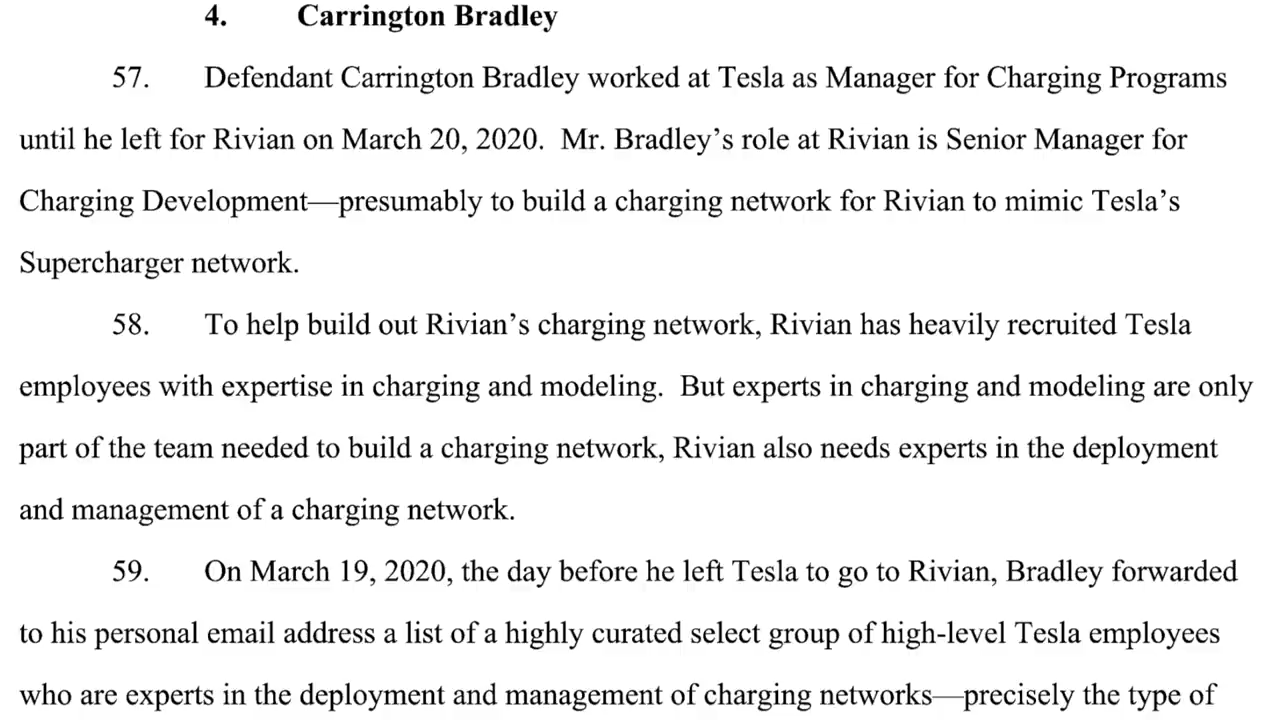 4. Carrington Bradley
57. Defendant Carrington Bradley worked at Tesla as Manager for Charging Programs
until he left for Rivian on March 20, 2020. Mr. Bradley’s role at Rivian is Senior Manager for
Charging Development—presumably to build a charging network for Rivian to mimic Tesla’s
Supercharger network.
58. To help build out Rivian’s charging network, Rivian has heavily recruited Tesla
employees with expertise in charging and modeling. But experts in charging and modeling are only
part of the team needed to build a charging network, Rivian also needs experts in the deployment
and management of a charging network.
59. On March 19, 2020, the day before he left Tesla to go to Rivian, Bradley forwarded
to his personal email address a list of a highly curated select group of high-level Tesla employees
who are experts in the deployment and management of charging networks—precisely the type of